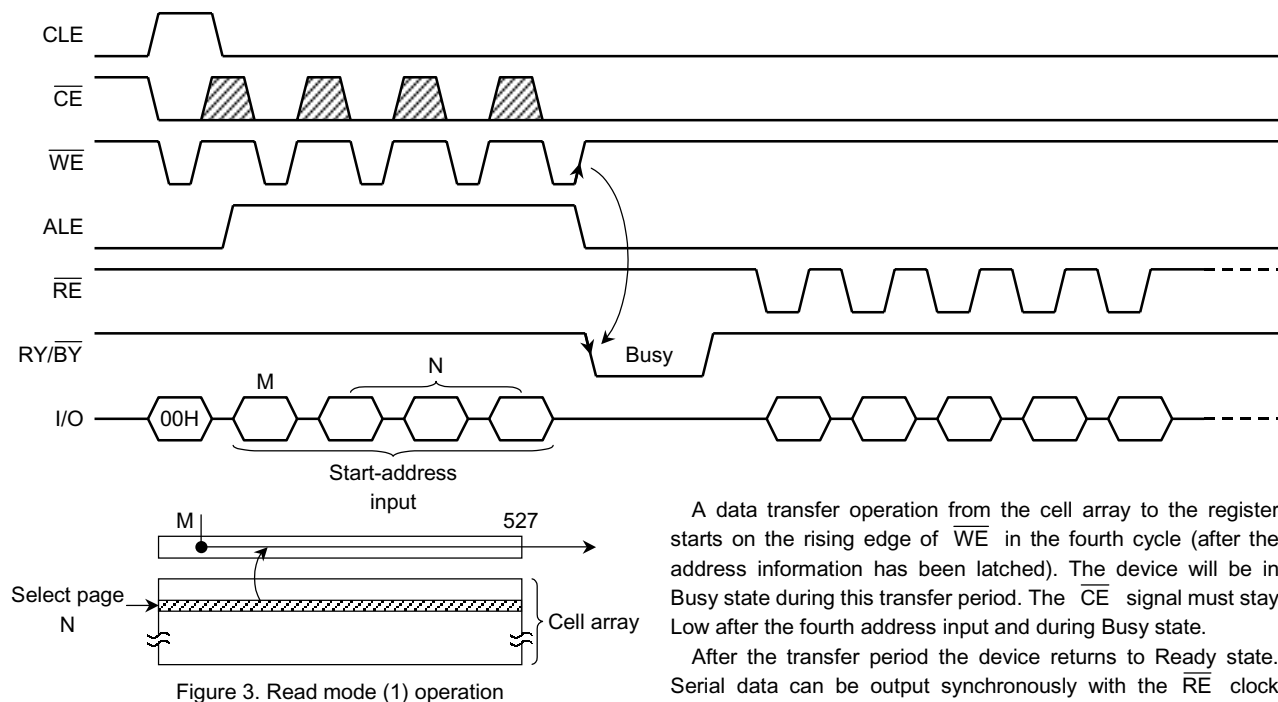 CLE
CE
WE
ALE
RE
RY/BY
Busy
M
N
I/O
00H
Start-address
input
M
527
Select page
N
Cell array
Figure 3. Read mode (1) operation
A data transfer operation from the cell array to the register
starts on the rising edge of WE in the fourth cycle (after the
address information has been latched). The device will be in
Busy state during this transfer period. The CE signal must stay
Low after the fourth address input and during Busy state.
After the transfer period the device returns to Ready state.
Serial data can be output synchronously with the RE clock